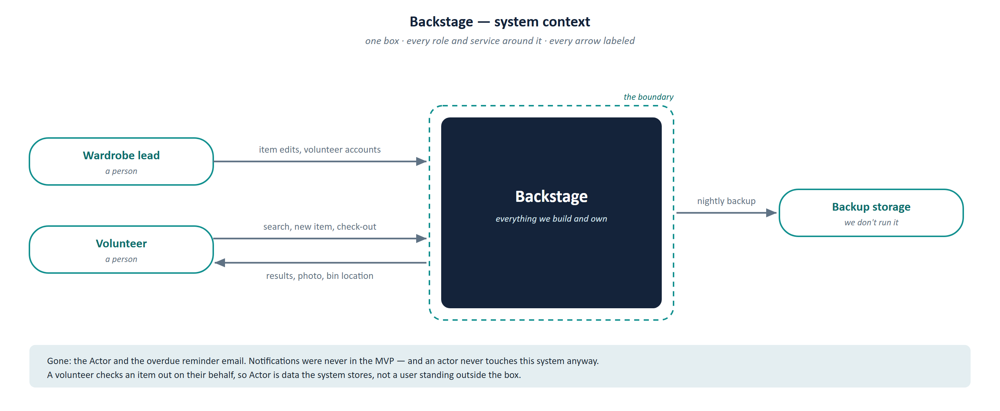 Backstage — system context
one box · every role and service around it · every arrow labeled
the boundary
Wardrobe lead
a person
item edits, volunteer accounts
Volunteer
a person
search, new item, check-out
results, photo, bin location
Backstage
everything we build and own
nightly backup
Backup storage
we don't run it
Gone: the Actor and the overdue reminder email. Notifications were never in the MVP — and an actor never touches this system anyway.
A volunteer checks an item out on their behalf, so Actor is data the system stores, not a user standing outside the box.